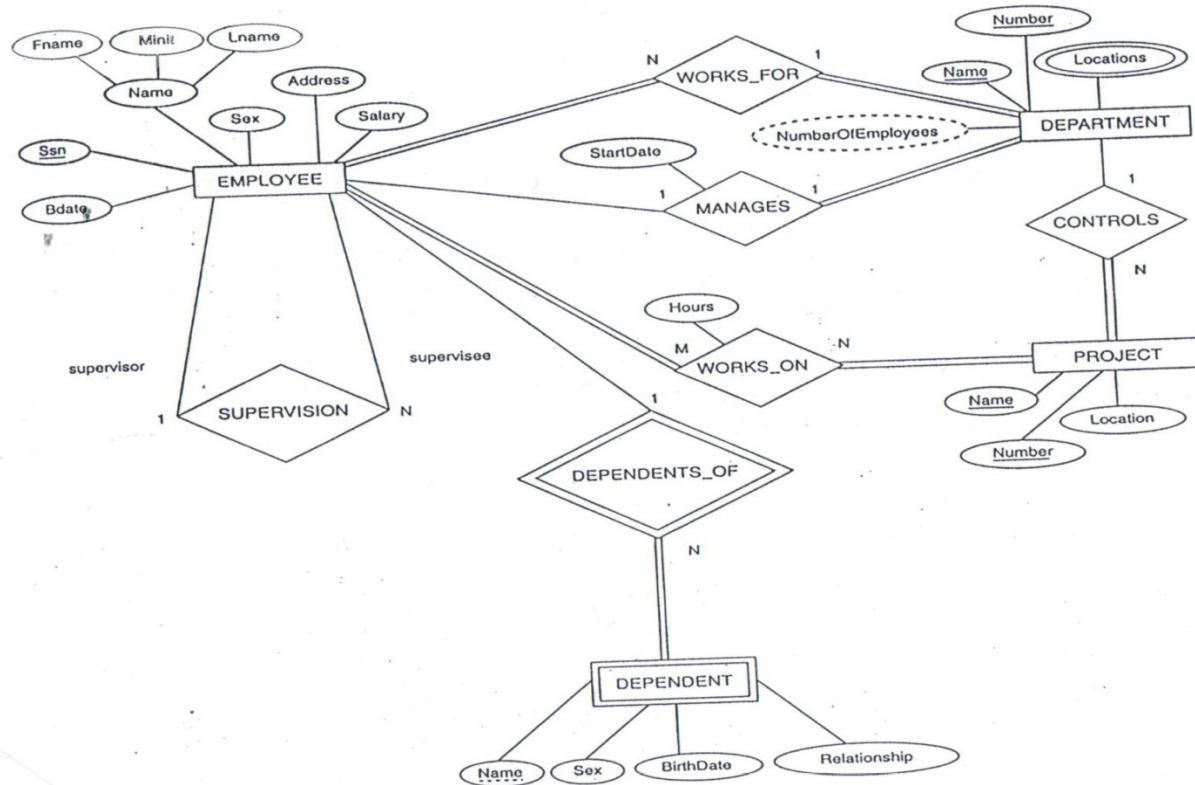 Number
Fname
Minit
Lname
N
1
WORKS_FOR
Locations
Name
Address
Name
Sex
Salary
NumberOfEmployees
DEPARTMENT
StartDate
Ssn
EMPLOYEE
1
1
1
MANAGES
Bdate
CONTROLS
N
Hours
M
N
supervisor
supervisee
WORKS_ON
PROJECT
1
Name
SUPERVISION
1
N
Location
Number
DEPENDENTS_OF
N
DEPENDENT
Name
Sex
BirthDate
Relationship